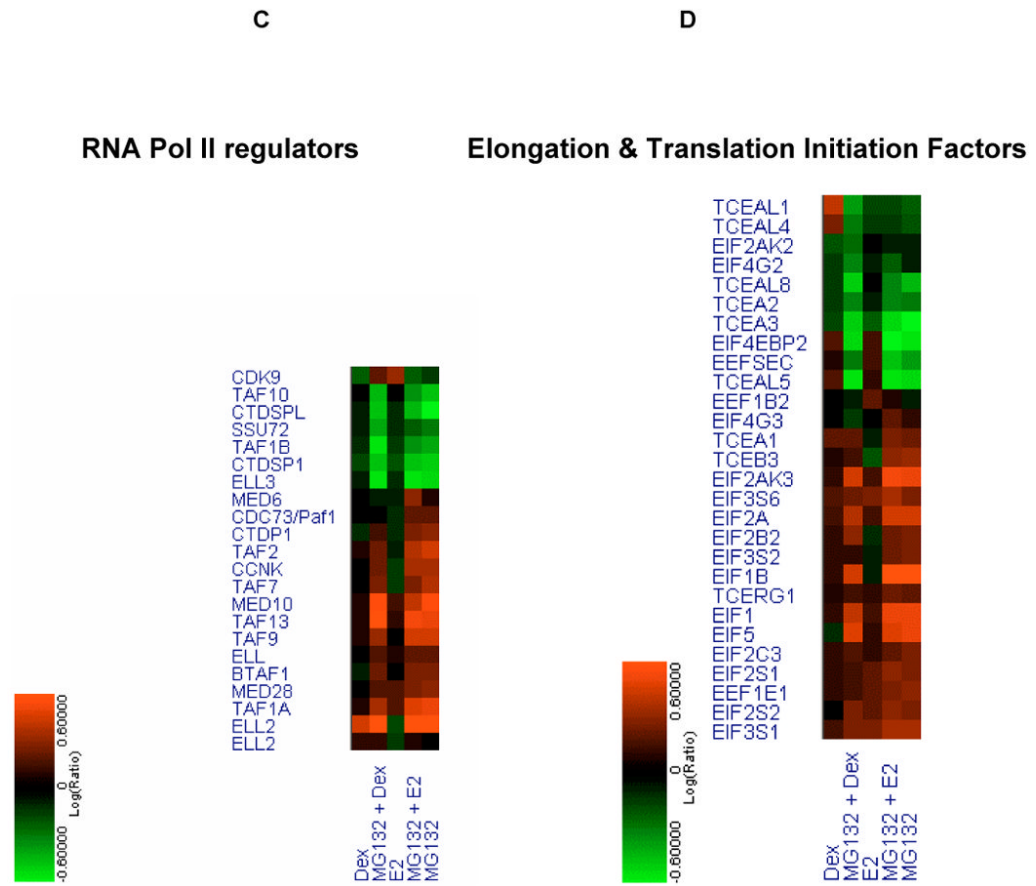 C
D
RNA Pol II regulators
Elongation & Translation Initiation Factors
CDK9
TAF10
CTDSPL
SSU72
TAF1B
CTDSP1
ELL3
MED6
CDC73/Paf1
CTDP1
TAF2
CCNK
TAF7
MED10
TAF13
TAF9
ELL
BTAF1
MED28
TAF1A
ELL2
ELL2
Dex
MG132 + Dex
E2
MG132 + E2
MG132
0.60000
0
-0.60000
Log(Ratio)
TCEAL1
TCEAL4
EIF2AK2
EIF4G2
TCEAL8
TCEA2
TCEA3
EIF4EBP2
EEFSEC
TCEAL5
EEF1B2
EIF4G3
TCEA1
TCEB3
EIF2AK3
EIF3S6
EIF2A
EIF2B2
EIF3S2
EIF1B
TCERG1
EIF1
EIF5
EIF2C3
EIF2S1
EEF1E1
EIF2S2
EIF3S1
Dex
MG132 + Dex
E2
MG132 + E2
MG132
0.60000
0
-0.60000
Log(Ratio)